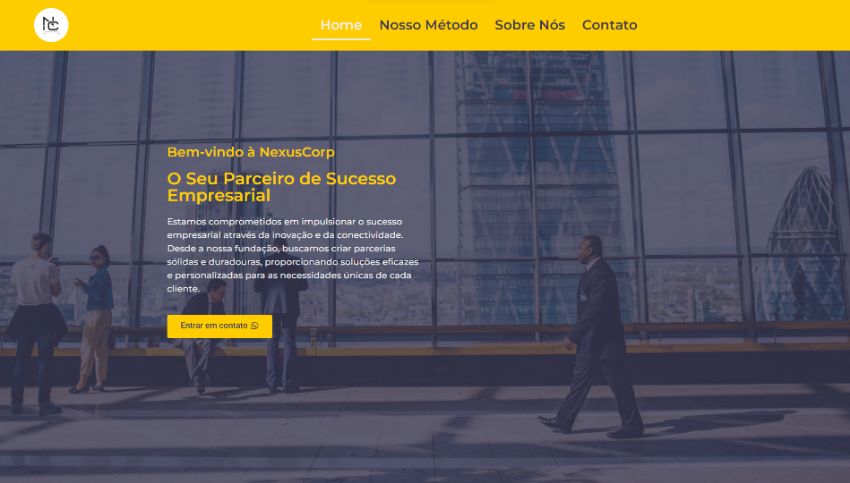 NC
Home Nosso Método Sobre Nós Contato
Bem-vindo à NexusCorp
O Seu Parceiro de Sucesso
Empresarial
Estamos comprometidos em impulsionar o sucesso
empresarial através da inovação e da conectividade.
Desde a nossa fundação, buscamos criar parcerias
sólidas e duradouras, proporcionando soluções eficazes
e personalizadas para as necessidades únicas de cada
cliente.
Entrar em contato